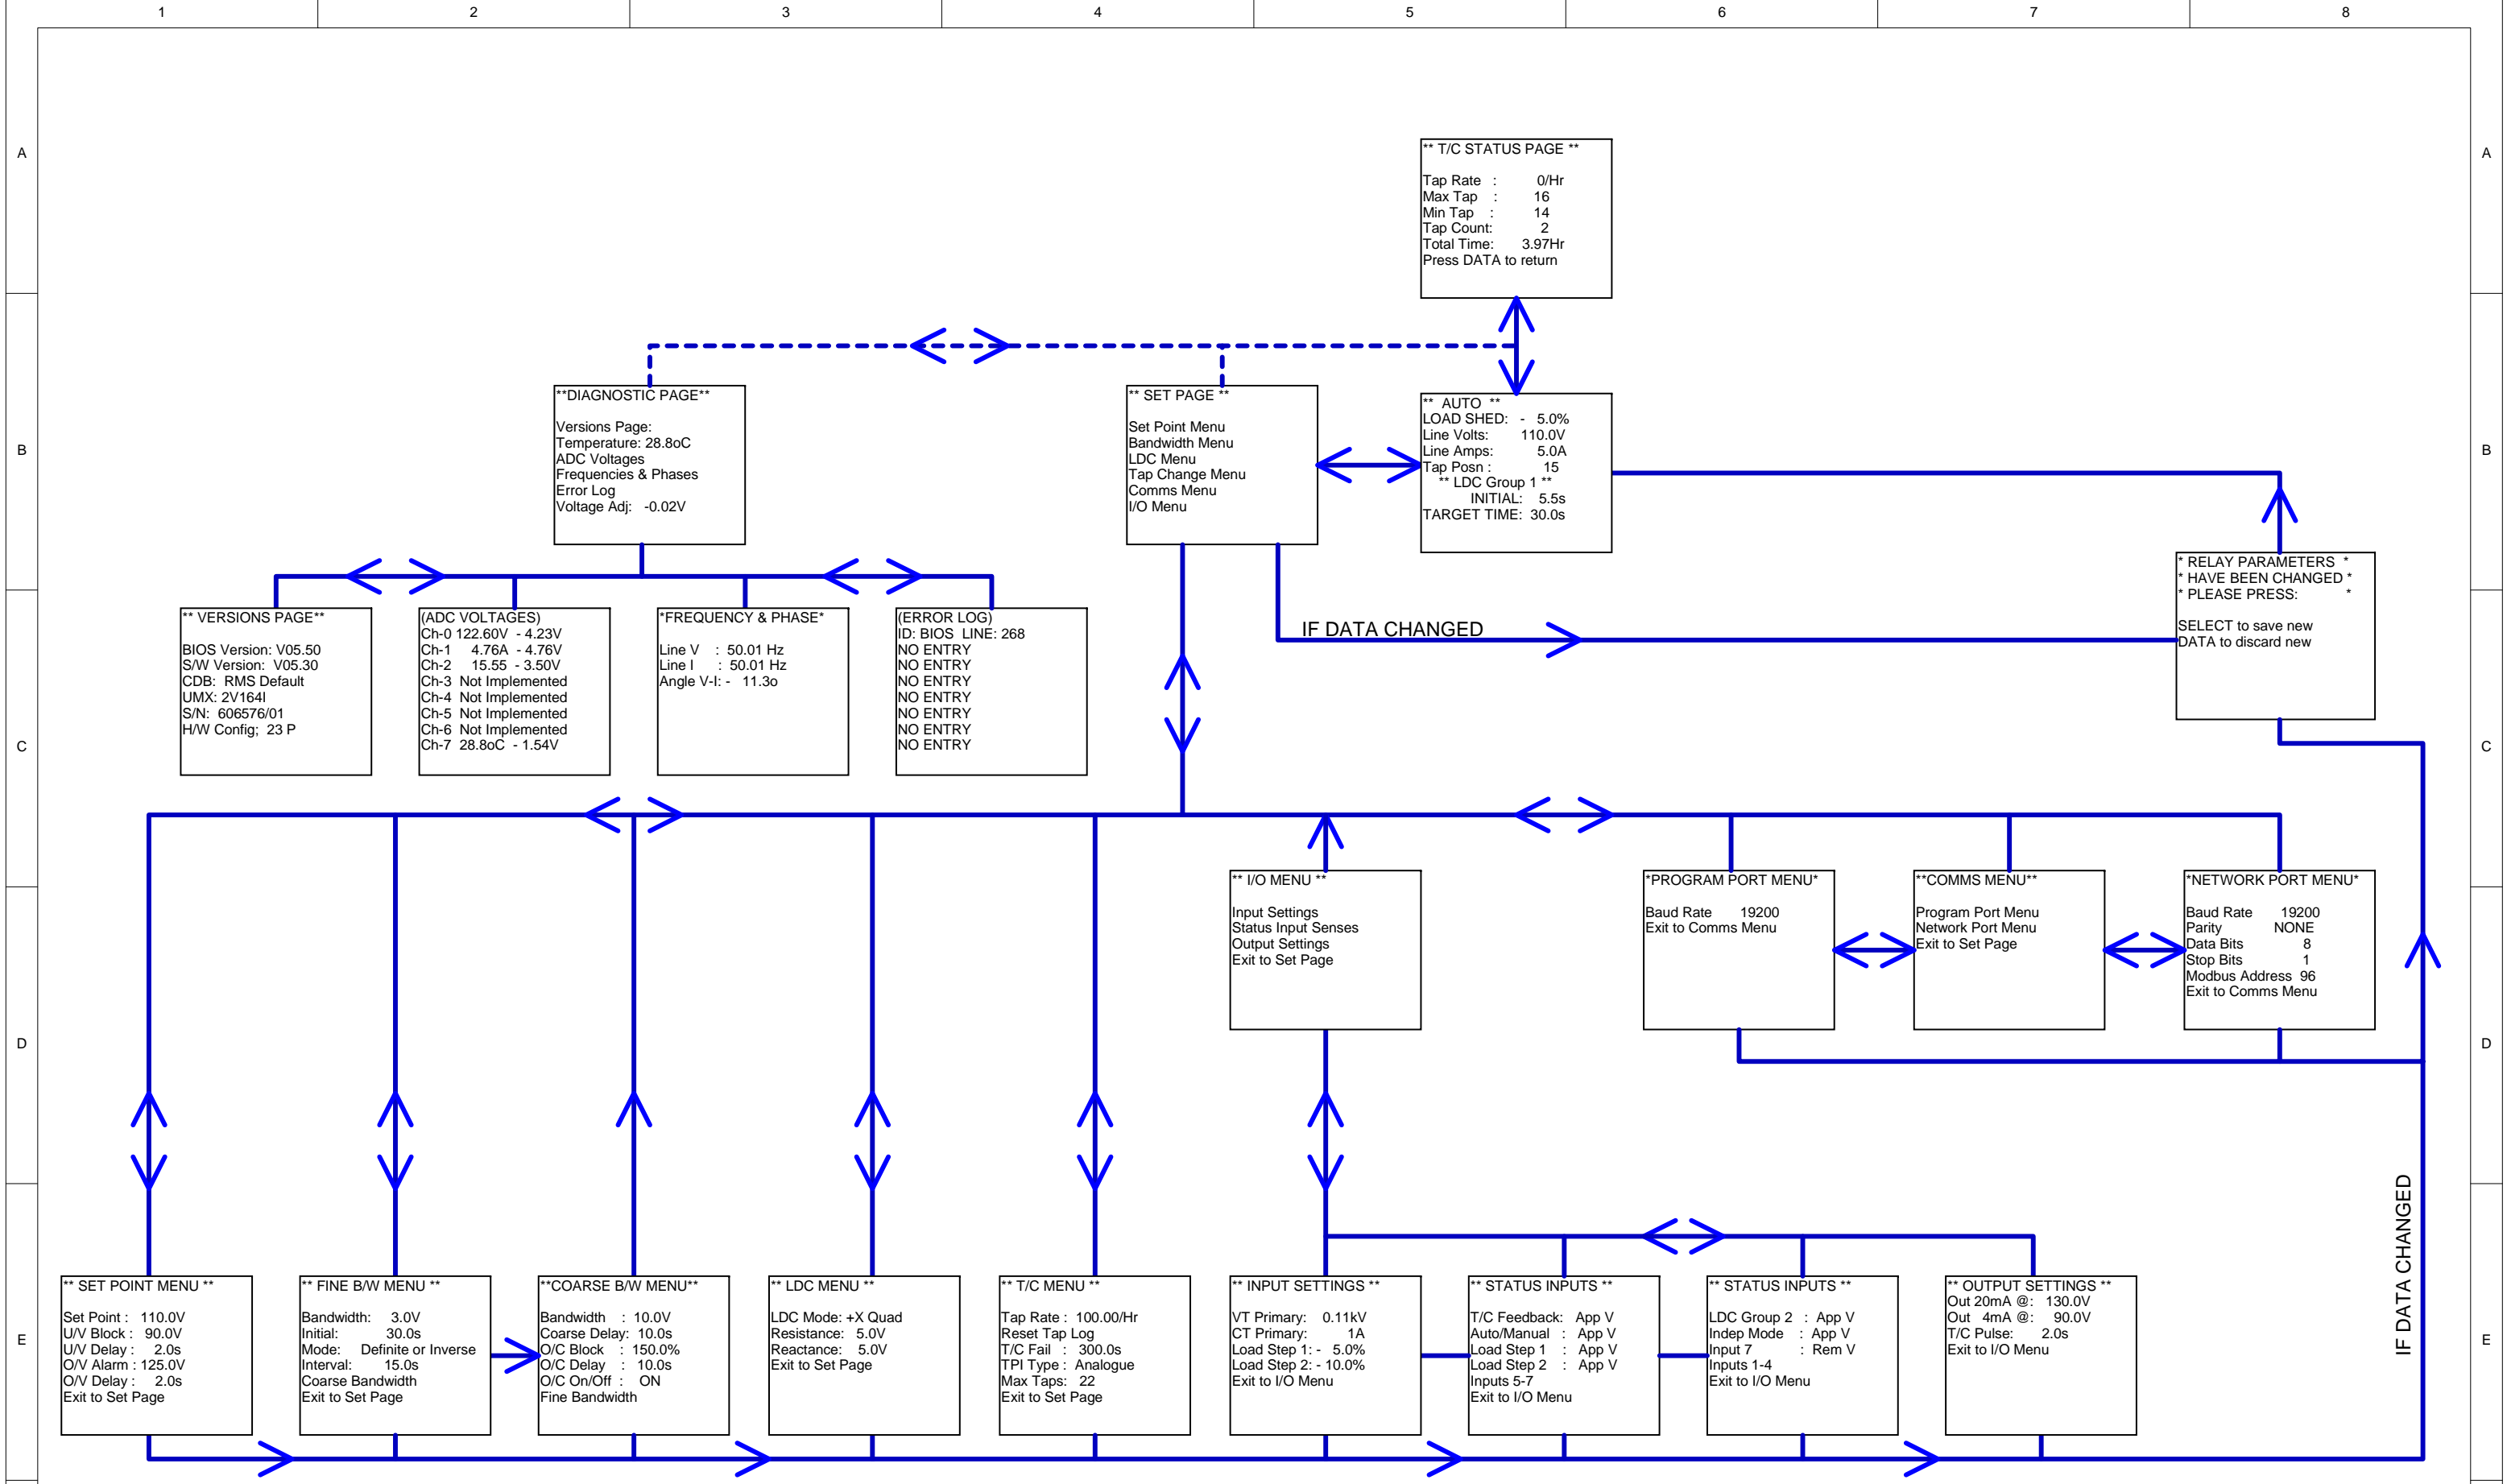 1 2 3 4 5 6 7 8
A A
** T/C STATUS PAGE **
Tap Rate : 0/Hr
Max Tap : 16
Min Tap : 14
Tap Count: 2
Total Time: 3.97Hr
Press DATA to return
B B
**DIAGNOSTIC PAGE**
Versions Page:
Temperature: 28.8oC
ADC Voltages
Frequencies & Phases
Error Log
Voltage Adj: -0.02V
** SET PAGE **
Set Point Menu
Bandwidth Menu
LDC Menu
Tap Change Menu
Comms Menu
I/O Menu
** AUTO **
LOAD SHED: - 5.0%
Line Volts: 110.0V
Line Amps: 5.0A
Tap Posn : 15
** LDC Group 1 **
INITIAL: 5.5s
TARGET TIME: 30.0s
* RELAY PARAMETERS *
* HAVE BEEN CHANGED *
* PLEASE PRESS: *
SELECT to save new
DATA to discard new
IF DATA CHANGED
C C
** VERSIONS PAGE**
BIOS Version: V05.50
S/W Version: V05.30
CDB: RMS Default
UMX: 2V164I
S/N: 606576/01
H/W Config; 23 P
(ADC VOLTAGES)
Ch-0 122.60V - 4.23V
Ch-1 4.76A - 4.76V
Ch-2 15.55 - 3.50V
Ch-3 Not Implemented
Ch-4 Not Implemented
Ch-5 Not Implemented
Ch-6 Not Implemented
Ch-7 28.8oC - 1.54V
*FREQUENCY & PHASE*
Line V : 50.01 Hz
Line I : 50.01 Hz
Angle V-I: - 11.3o
(ERROR LOG)
ID: BIOS LINE: 268
NO ENTRY
NO ENTRY
NO ENTRY
NO ENTRY
NO ENTRY
NO ENTRY
NO ENTRY
D D
** I/O MENU **
Input Settings
Status Input Senses
Output Settings
Exit to Set Page
*PROGRAM PORT MENU*
Baud Rate 19200
Exit to Comms Menu
**COMMS MENU**
Program Port Menu
Network Port Menu
Exit to Set Page
*NETWORK PORT MENU*
Baud Rate 19200
Parity NONE
Data Bits 8
Stop Bits 1
Modbus Address 96
Exit to Comms Menu
IF DATA CHANGED
E E
** SET POINT MENU **
Set Point : 110.0V
U/V Block : 90.0V
U/V Delay : 2.0s
O/V Alarm : 125.0V
O/V Delay : 2.0s
Exit to Set Page
** FINE B/W MENU **
Bandwidth: 3.0V
Initial: 30.0s
Mode: Definite or Inverse
Interval: 15.0s
Coarse Bandwidth
Exit to Set Page
**COARSE B/W MENU**
Bandwidth : 10.0V
Coarse Delay: 10.0s
O/C Block : 150.0%
O/C Delay : 10.0s
O/C On/Off : ON
Fine Bandwidth
** LDC MENU **
LDC Mode: +X Quad
Resistance: 5.0V
Reactance: 5.0V
Exit to Set Page
** T/C MENU **
Tap Rate : 100.00/Hr
Reset Tap Log
T/C Fail : 300.0s
TPI Type : Analogue
Max Taps: 22
Exit to Set Page
** INPUT SETTINGS **
VT Primary: 0.11kV
CT Primary: 1A
Load Step 1: - 5.0%
Load Step 2: - 10.0%
Exit to I/O Menu
** STATUS INPUTS **
T/C Feedback: App V
Auto/Manual : App V
Load Step 1 : App V
Load Step 2 : App V
Inputs 5-7
Exit to I/O Menu
** STATUS INPUTS **
LDC Group 2 : App V
Indep Mode : App V
Input 7 : Rem V
Inputs 1-4
Exit to I/O Menu
** OUTPUT SETTINGS **
Out 20mA @: 130.0V
Out 4mA @: 90.0V
T/C Pulse: 2.0s
Exit to I/O Menu